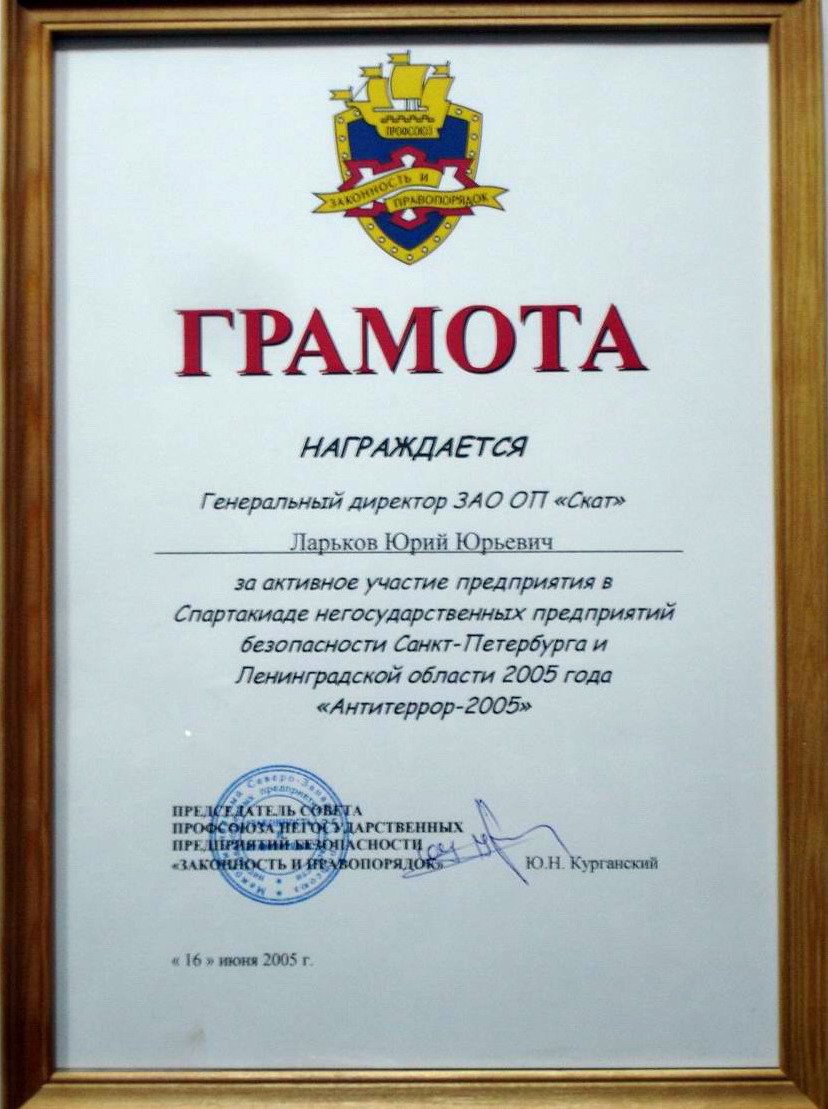 ПРОФСОЮЗ
ЗАКОННОСТЬ И
ПРАВОПОРЯДОК
ГРАМОТА
НАГРАЖДАЕТСЯ
Генеральный директор ЗАО ОП «Скат»
Ларьков Юрий Юрьевич
за активное участие предприятия в
Спартакиаде негосударственных предприятий
безопасности Санкт-Петербурга и
Ленинградской области 2005 года
«Антитеррор-2005»
ПРЕДСЕДАТЕЛЬ СОВЕТА
ПРОФСОЮЗА НЕГОСУДАРСТВЕННЫХ
ПРЕДПРИЯТИЙ БЕЗОПАСНОСТИ
«ЗАКОННОСТЬ И ПРАВОПОРЯДОК»
Ю.Н. Курганский
« 16 » июня 2005 г.